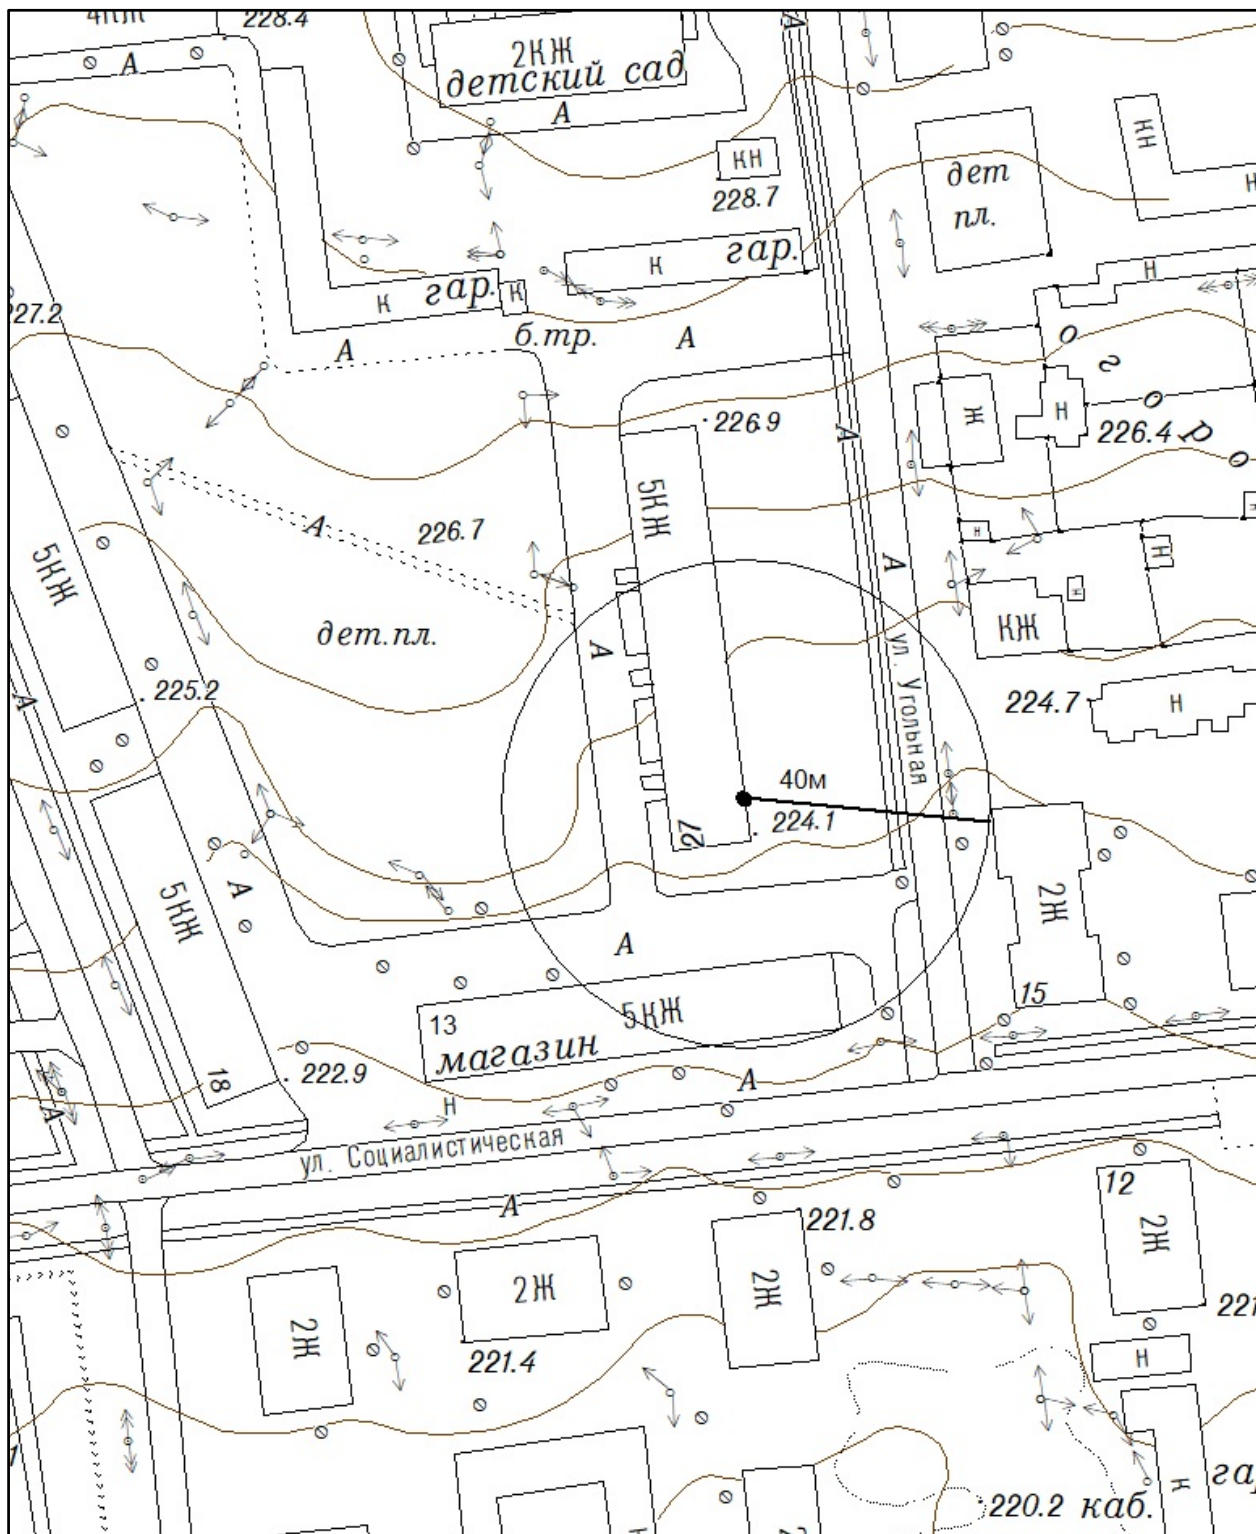 4КЖ
228.4
А
2КЖ
детский сад
А
А
КН
228.7
дет
пл.
КН
Н
К
гар.
К
гар.
К
Н
227.2
А
б.тр.
А
Ж
Н
о г о р о
226.9
226.4
А
5КЖ
226.7
А
Н
Н
Н
5КЖ
А
Н
дет.пл.
А
КЖ
ул. Угольная
225.2
224.7
Н
А
40м
224.1
27
5КЖ
А
2Ж
А
5КЖ
15
13
магазин
222.9
18
А
Н
А
ул. Социалистическая
А
12
221.8
2Ж
2Ж
2Ж
2Ж
221.4
Н
гар
К
220.2 каб.